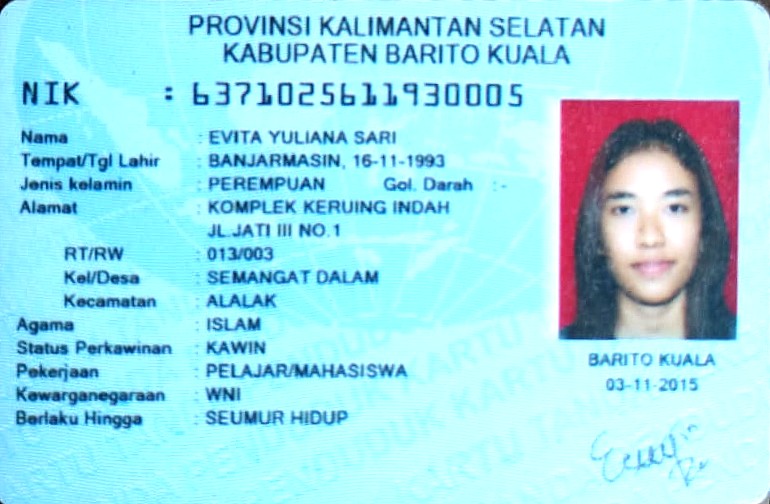 PROVINSI KALIMANTAN SELATAN
KABUPATEN BARITO KUALA
NIK : 6371025611930005
Nama : EVITA YULIANA SARI
Tempat/Tgl Lahir : BANJARMASIN, 16-11-1993
Jenis kelamin : PEREMPUAN Gol. Darah :-
Alamat : KOMPLEK KERUING INDAH
JL.JATI III NO.1
RT/RW : 013/003
Kel/Desa : SEMANGAT DALAM
Kecamatan : ALALAK
Agama : ISLAM
Status Perkawinan : KAWIN
Pekerjaan : PELAJAR/MAHASISWA
Kewarganegaraan : WNI
Berlaku Hingga : SEUMUR HIDUP
BARITO KUALA
03-11-2015